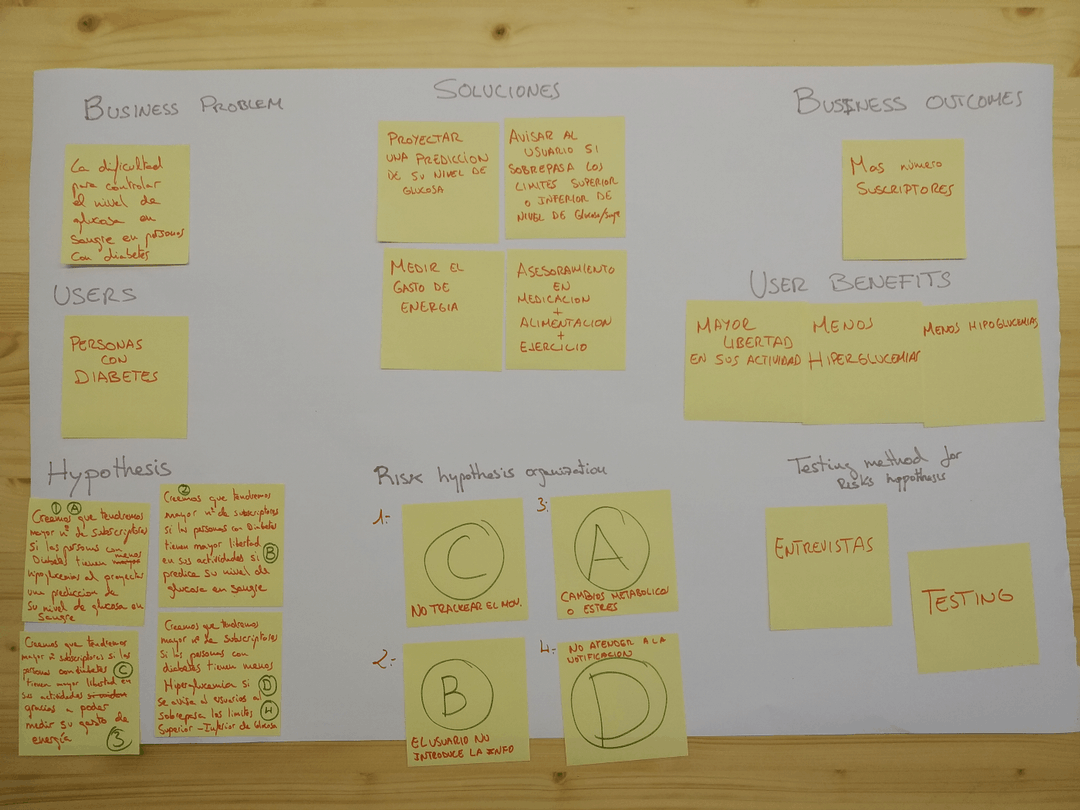 BUSINESS PROBLEM
La dificultad
para controlar
el nivel de
glucosa en
sangre en personas
con diabetes
USERS
PERSONAS
CON
DIABETES
SOLUCIONES
PROYECTAR
UNA PREDICCION
DE SU NIVEL DE
GLUCOSA
AVISAR AL
USUARIO SI
SOBREPASA LOS
LIMITES SUPERIOR
O INFERIOR DE
NIVEL DE Glucosa/
MEDIR EL
GASTO DE
ENERGIA
ASESORAMIENTO
EN
MEDICACION
+
ALIMENTACION
+
EJERCICIO
BUSINESS OUTCOMES
Mas número
SUSCRIPTORES
USER BENEFITS
MAYOR
LIBERTAD
EN SUS ACTIVIDAD
MENOS
HIPERGLUCEMIAS
MENOS HIPOGLUCEMIAS
Hypothesis
1 A
Creemos que tendremos
mayor nº de subscriptores
si las personas con
Diabetes tienen menos
hipoglucemias al proyectar
una prediccion de
su nivel de glucosa en
Sangre
2
Creemos que tendremos
mayor nº de subscriptores
si las personas con Diabetes
tienen mayor libertad
en sus actividades si B
predice su nivel de
glucosa en sangre
Creemos que tendremos
mayor nº subscriptores si las
personas con diabetes C
tienen mayor libertad en
sus actividades
gracias a poder
medir su gasto de
energía 3
Creemos que tendremos
mayor nº de subscriptores
Si las personas con
diabetes tienen menos
Hiperglucemia si D
se avisa al usuarios al
sobrepasa los limites 4
Superior - Inferior de Glucosa
Risk hypothesis organization
1:
C
NO TRACKEAR EL MOV.
2:
B
EL USUARIO NO
INTRODUCE LA INFO
3:
A
CAMBIOS METABOLICOS
O ESTRES
4:
NO ATENDER A LA
NOTIFICACION
D
Testing method for
Risks hypothesis
ENTREVISTAS
TESTING